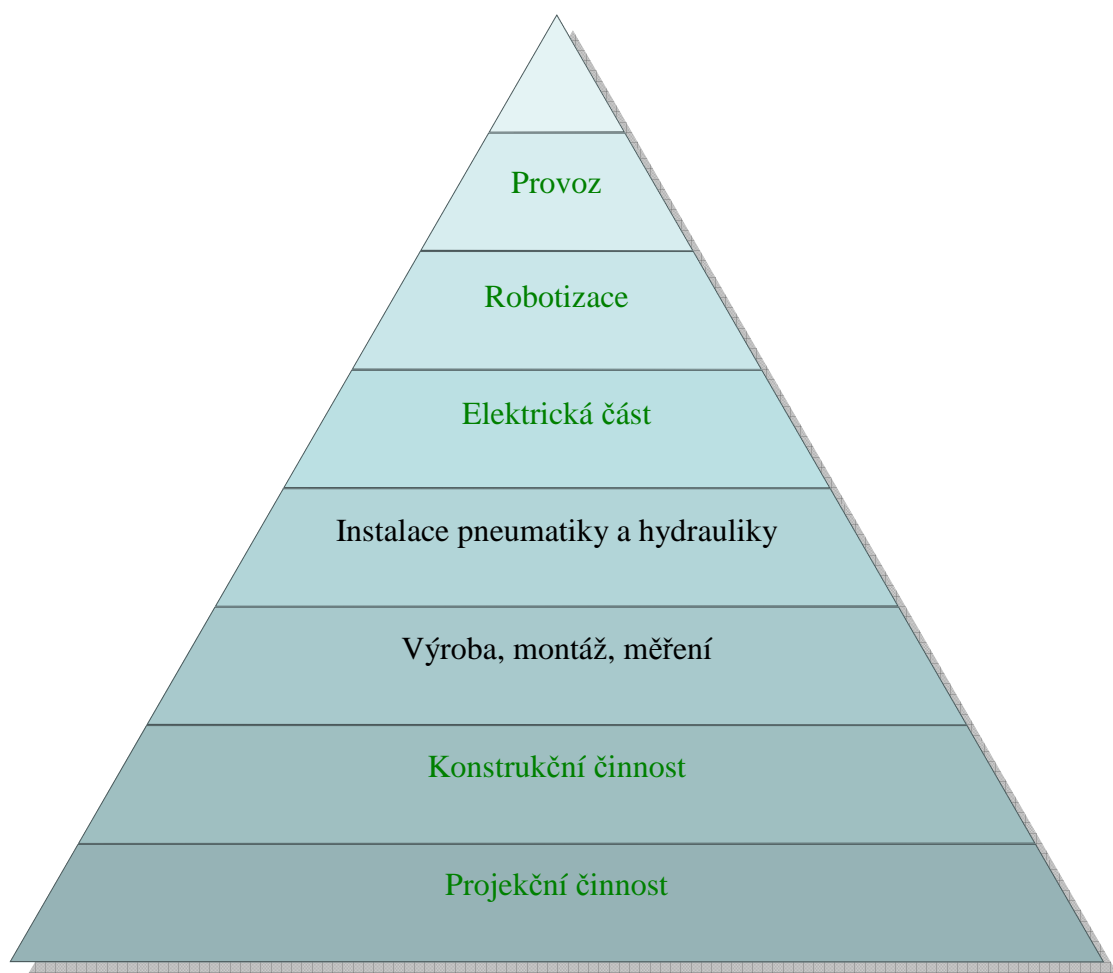 Provoz
Robotizace
Elektrická část
Instalace pneumatiky a hydrauliky
Výroba, montáž, měření
Konstrukční činnost
Projekční činnost